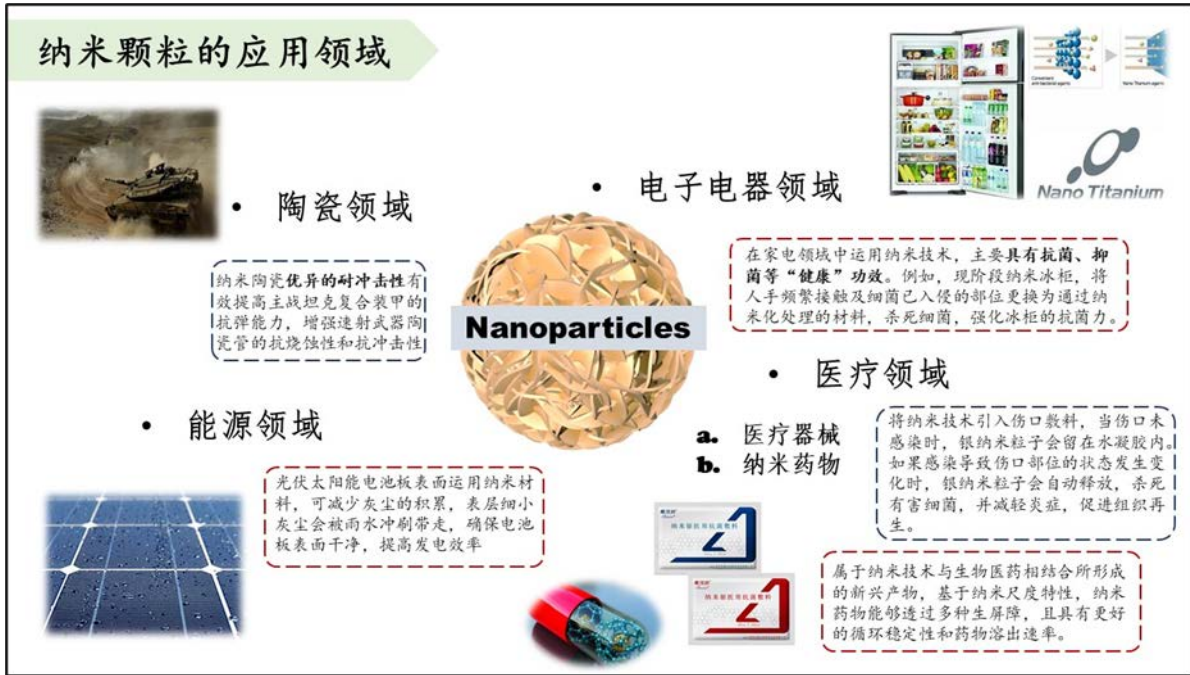 纳米颗粒的应用领域
• 陶瓷领域
纳米陶瓷优异的耐冲击性有
效提高主战坦克复合装甲的
抗弹能力，增强速射武器陶
瓷管的抗烧蚀性和抗冲击性
• 电子电器领域
在家电领域中运用纳米技术，主要具有抗菌、抑
菌等“健康”功效。例如，现阶段纳米冰柜，将
人手频繁接触及细菌已入侵的部位更换为通过纳
米化处理的材料，杀死细菌，强化冰柜的抗菌力。
Nano Titanium
Nanoparticles
• 能源领域
光伏太阳能电池板表面运用纳米材
料，可减少灰尘的积累，表层细小
灰尘会被雨水冲刷带走，确保电池
板表面干净，提高发电效率
• 医疗领域
a. 医疗器械
b. 纳米药物
将纳米技术引入伤口敷料，当伤口未
感染时，银纳米粒子会留在水凝胶内。
如果感染导致伤口部位的状态发生变
化时，银纳米粒子会自动释放，杀死
有害细菌，并减轻炎症，促进组织再
生。
属于纳米技术与生物医药相结合所形成
的新兴产物，基于纳米尺度特性，纳米
药物能够透过多种生屏障，且具有更好
的循环稳定性和药物溶出速率。
纳米银医用抗菌敷料
纳米银医用抗菌敷料